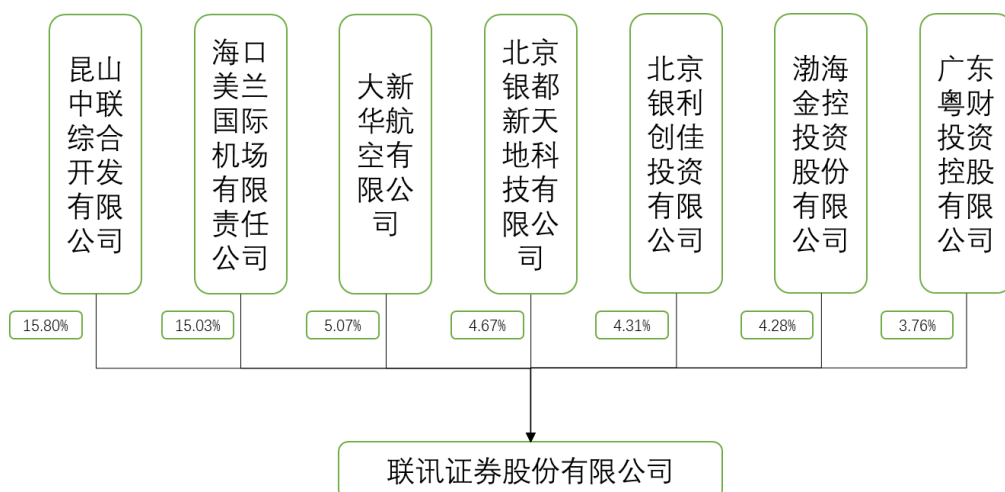 昆山
中联
综合
开发
有限
公司
海口
美兰
国际
机场
有限
责任
公司
大新
华航
空有
限公
司
北京
银都
新天
地科
技有
限公
司
北京
银利
创佳
投资
有限
公司
渤海
金控
投资
股份
有限
公司
广东
粤财
投资
控股
有限
公司
15.80%
15.03%
5.07%
4.67%
4.31%
4.28%
3.76%
联讯证券股份有限公司